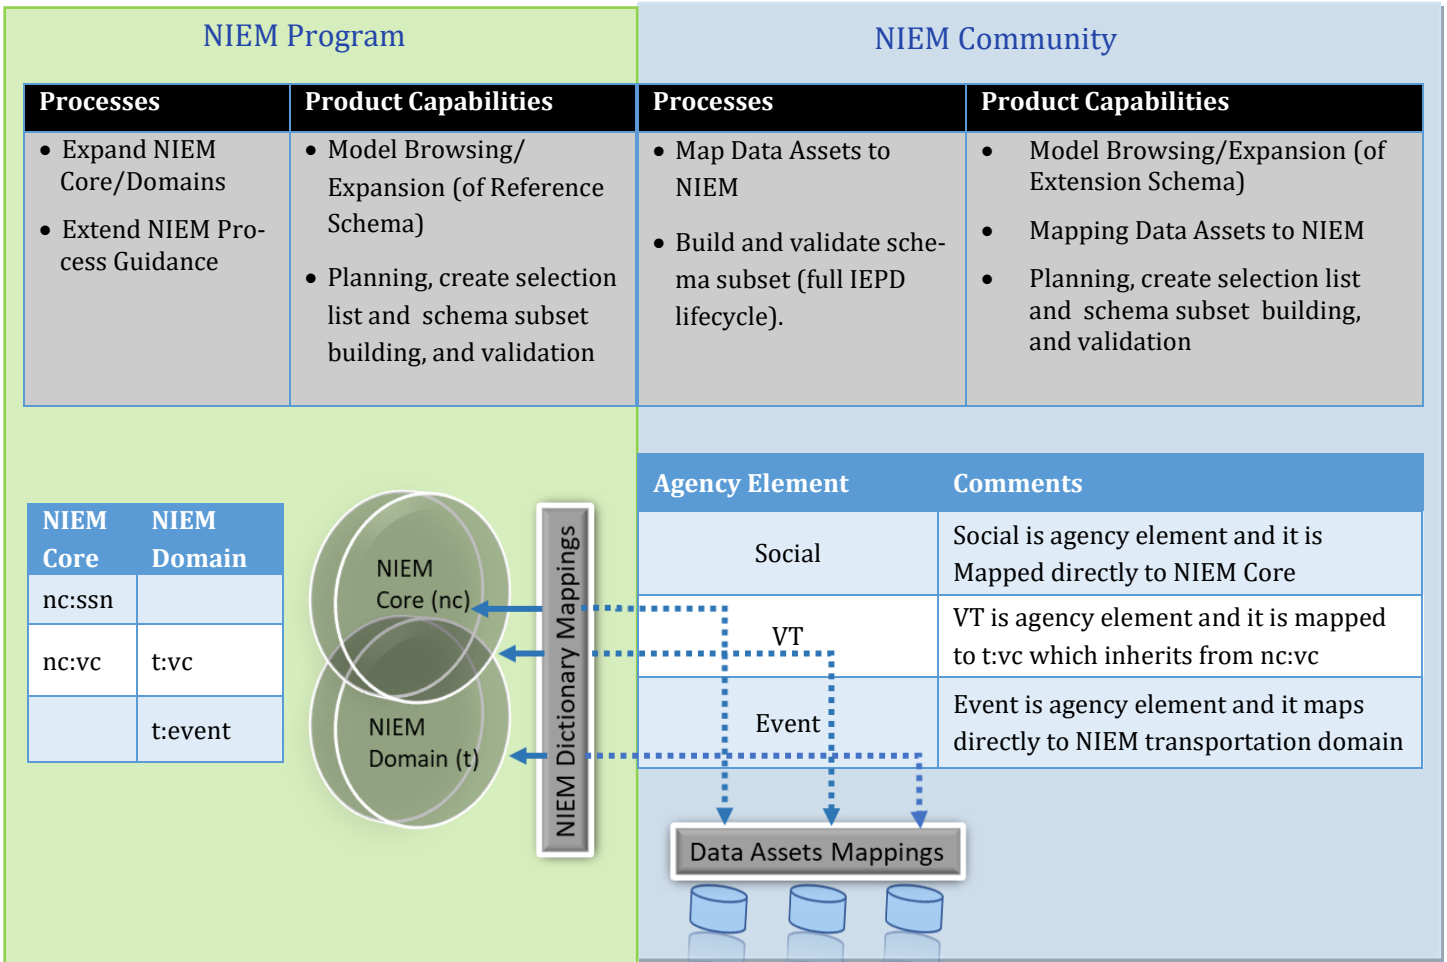 NIEM Program
NIEM Community
Processes
Product Capabilities
Processes
Product Capabilities
• Expand NIEM
Core/Domains
• Extend NIEM Pro-
cess Guidance
• Model Browsing/
Expansion (of Reference
Schema)
• Planning, create selection
list and schema subset
building, and validation
• Map Data Assets to
NIEM
• Build and validate sche-
ma subset (full IEPD
lifecycle).
• Model Browsing/Expansion (of
Extension Schema)
• Mapping Data Assets to NIEM
• Planning, create selection list
and schema subset building,
and validation
NIEM
Core
NIEM
Domain
nc:ssn
nc:vc
t:vc
t:event
NIEM
Core (nc)
NIEM
Domain (t)
NIEM Dictionary Mappings
Agency Element
Comments
Social
Social is agency element and it is
Mapped directly to NIEM Core
VT
VT is agency element and it is mapped
to t:vc which inherits from nc:vc
Event
Event is agency element and it maps
directly to NIEM transportation domain
Data Assets Mappings